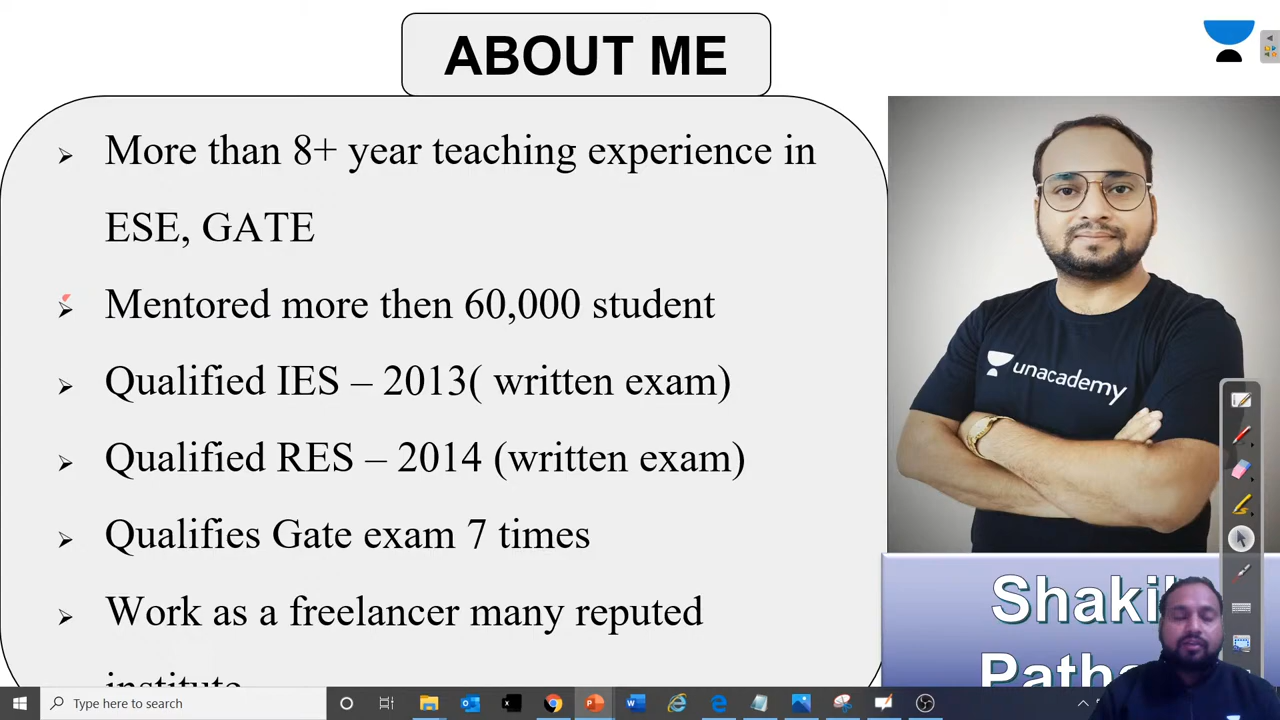 ABOUT ME
More than 8+ year teaching experience in
ESE, GATE
Mentored more then 60,000 student
Qualified IES – 2013( written exam)
Qualified RES – 2014 (written exam)
Qualifies Gate exam 7 times
Work as a freelancer many reputed
institute
unacademy
Type here to search